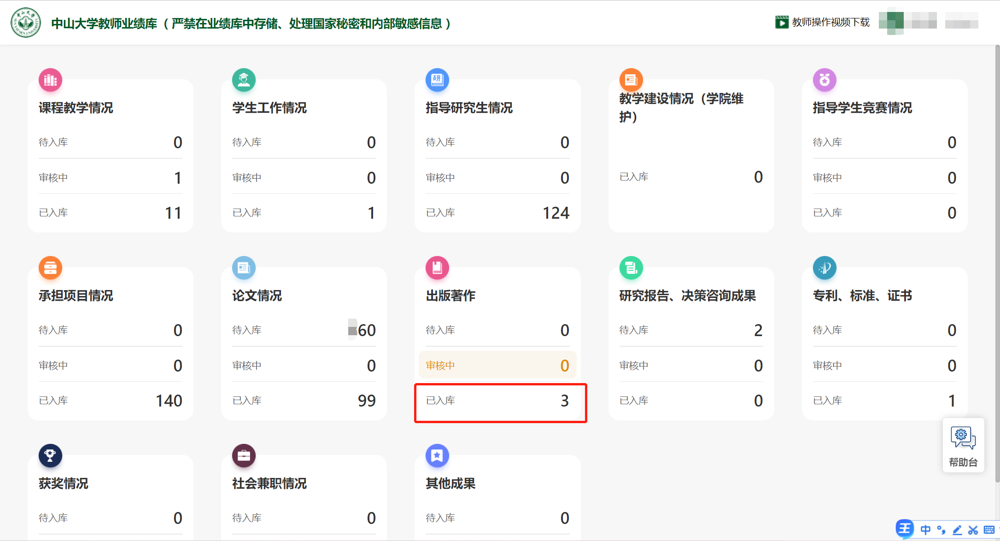 中山大学教师业绩库（严禁在业绩库中存储、处理国家秘密和内部敏感信息）
教师操作视频下载
课程教学情况
待入库 0
审核中 1
已入库 11
学生工作情况
待入库 0
审核中 0
已入库 1
研
指导研究生情况
待入库 0
审核中 0
已入库 124
教学建设情况（学院维
护）
已入库 0
指导学生竞赛情况
待入库 0
审核中 0
已入库 0
承担项目情况
待入库 0
审核中 0
已入库 140
论文情况
待入库 60
审核中 0
已入库 99
出版著作
待入库 0
审核中 0
已入库 3
研究报告、决策咨询成果
待入库 2
审核中 0
已入库 0
专利、标准、证书
待入库 0
审核中 0
已入库 1
帮助台
获奖情况
待入库 0
社会兼职情况
待入库 0
其他成果
待入库 0
王 中